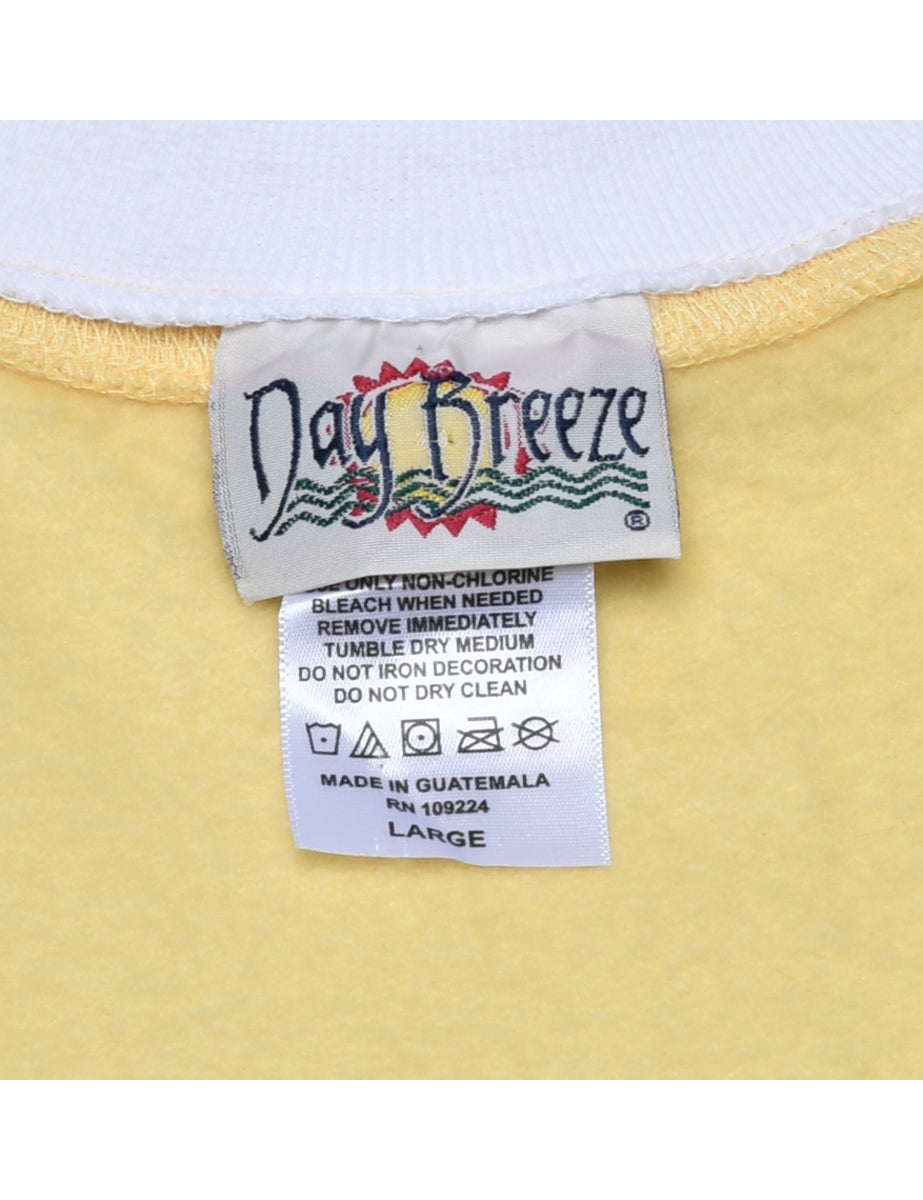 Day Breeze
®
ONLY NON-CHLORINE
BLEACH WHEN NEEDED
REMOVE IMMEDIATELY
TUMBLE DRY MEDIUM
DO NOT IRON DECORATION
DO NOT DRY CLEAN
MADE IN GUATEMALA
RN 109224
LARGE